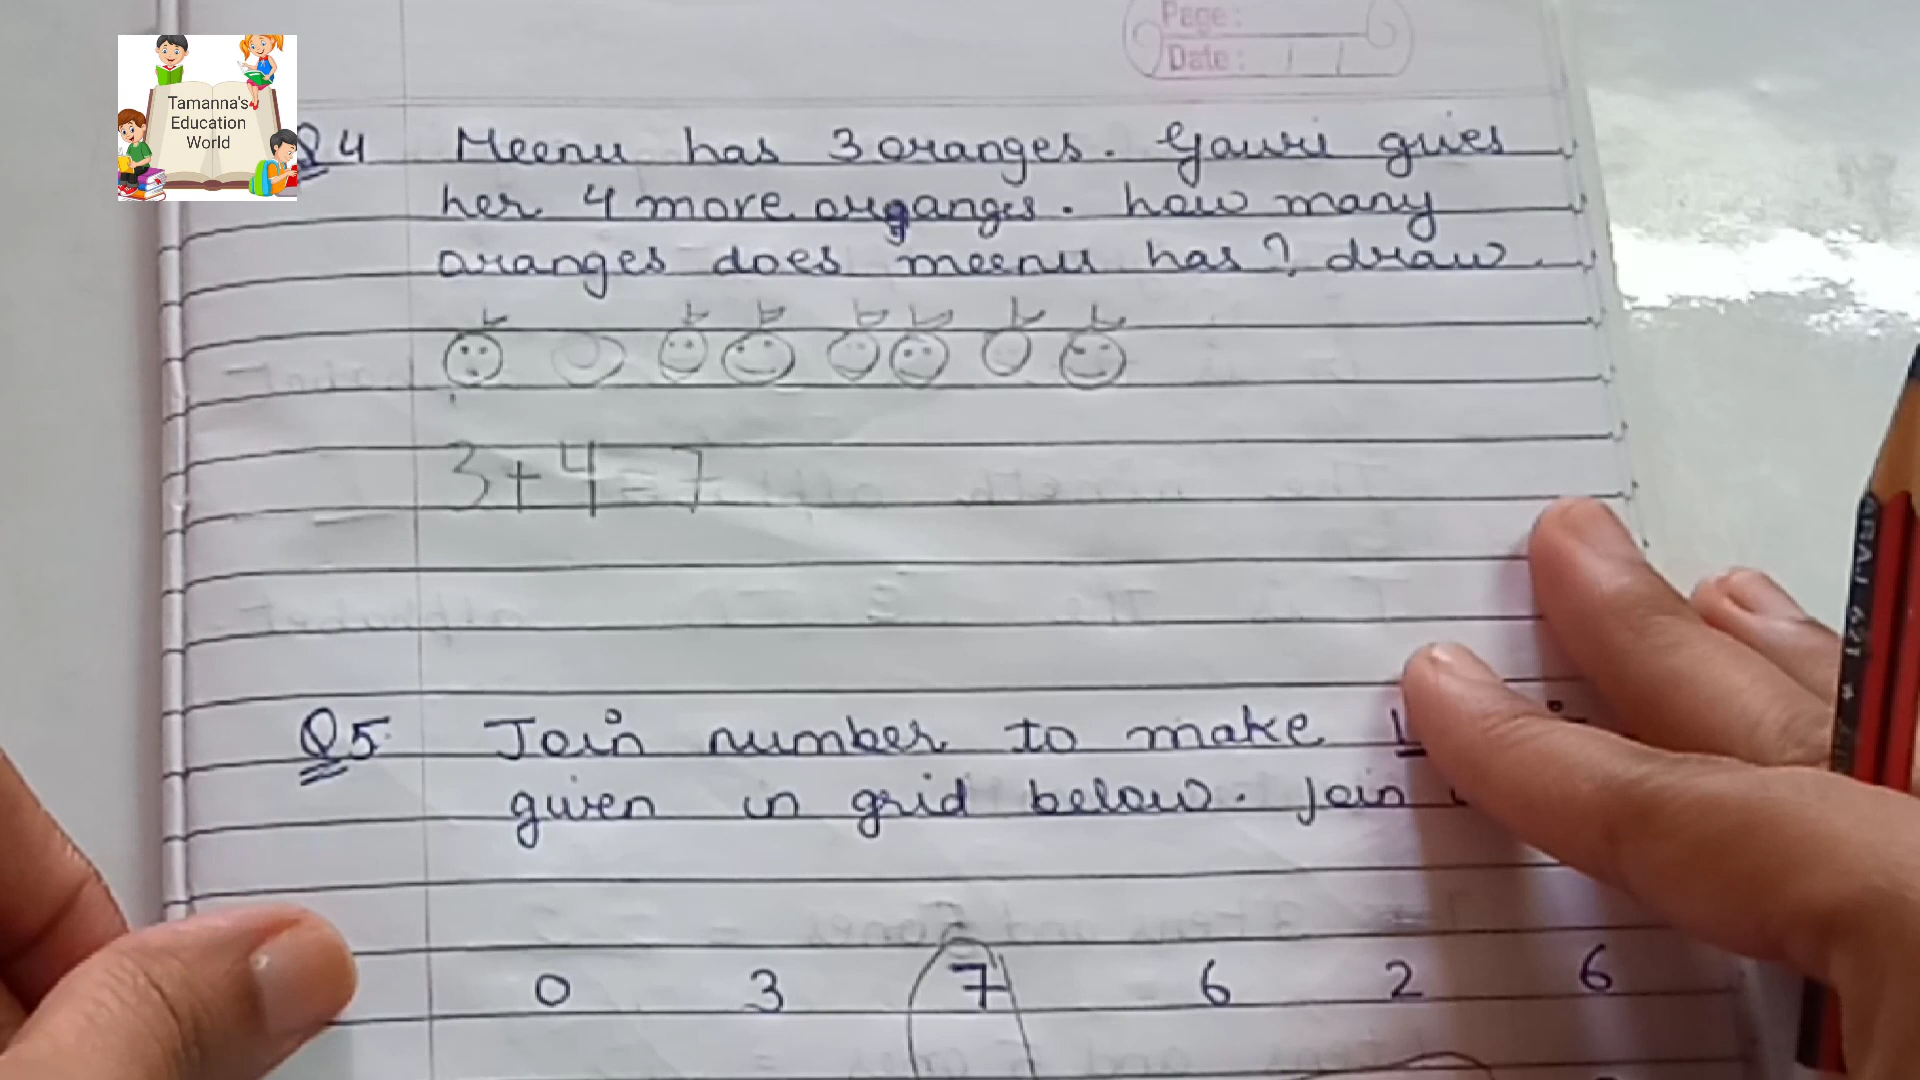 Page:
Date:
Tamanna's
Education
World
Q4 Meenu has 3 oranges. Gauri gives
her 4 more organges. how many
oranges does meenu has? draw.
3+4=7
Q5. Join number to make
given in grid below. Join
0 3 7 6 2 6